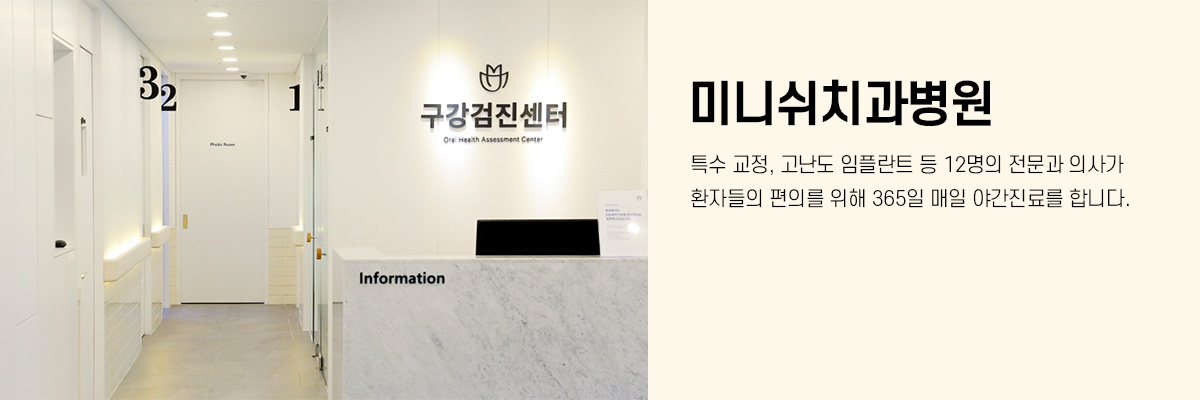 3
2
1
Photo Room
구강검진센터
Oral Health Assessment Center
Information
미니쉬치과병원
특수 교정, 고난도 임플란트 등 12명의 전문과 의사가
환자들의 편의를 위해 365일 매일 야간진료를 합니다.